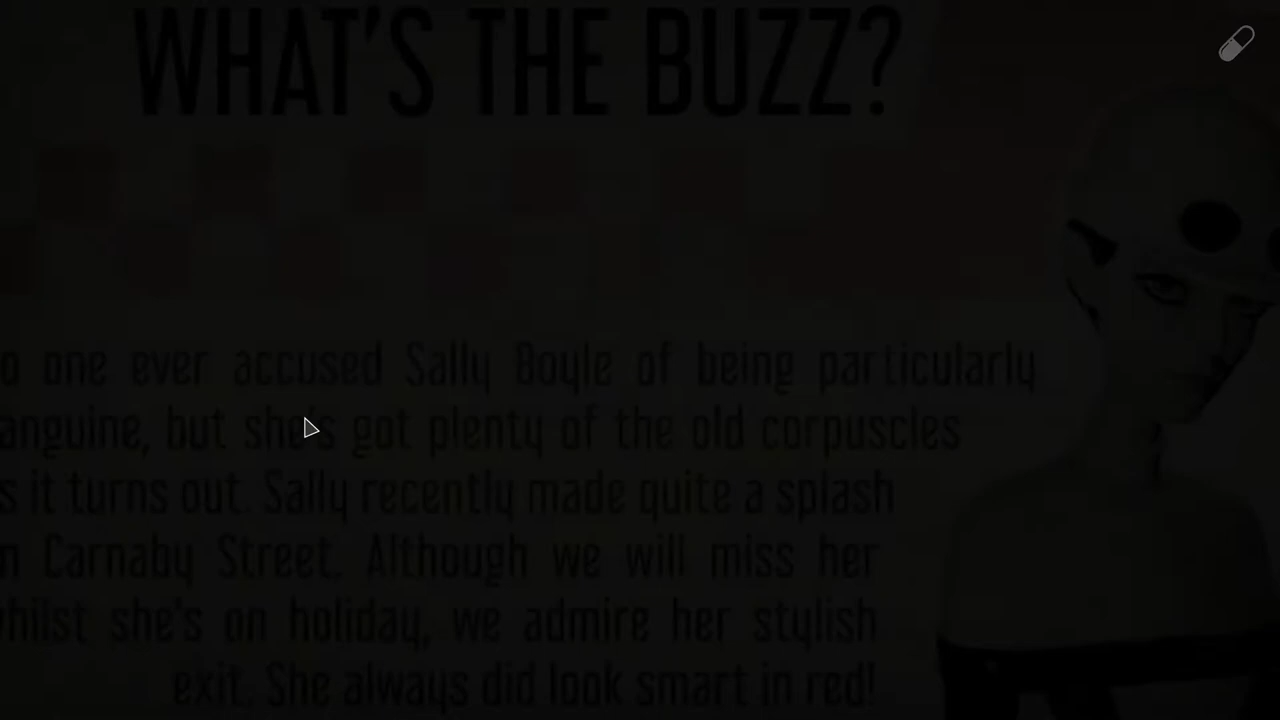 WHAT'S THE BUZZ?
o one ever accused Sally Boyle of being particularly
anguine, but she's got plenty of the old corpuscles
s it turns out. Sally recently made quite a splash
n Carnaby Street. Although we will miss her
whilst she's on holiday, we admire her stylish
exit. She always did look smart in red!